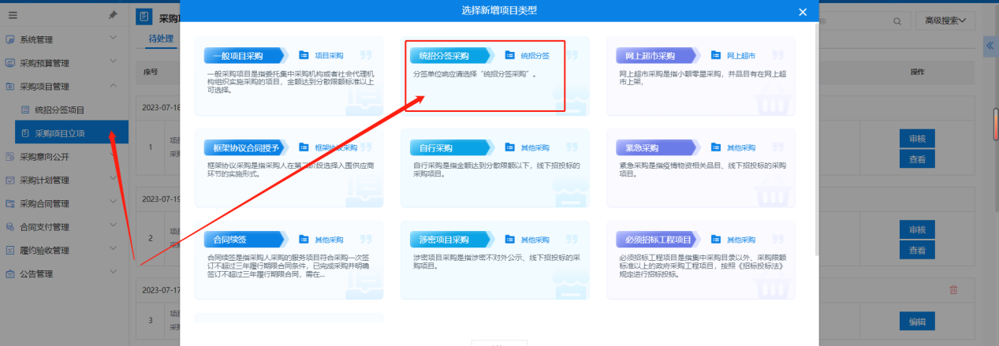 选择新增项目类型
采购项
高级搜索
系统管理
待处理
采购预算管理
序号
操作
采购项目管理
统招分签项目
2023-07-18
采购项目立项
1
项目
采购
审核
查看
采购意向公开
采购计划管理
2023-07-19
采购合同管理
合同支付管理
2
项目
审核
查看
履约验收管理
公告管理
2023-07-17
3
项目
采购
编辑
一般项目采购
项目采购
一般采购项目是指委托集中采购机构或者社会代理机
构组织实施采购的项目，金额达到分散限额标准以上
可选择。
统招分签采购
统招分签
分签单位响应请选择“统招分签采购”。
网上超市采购
网上超市
网上超市采购是指小额零星采购，并品目有在网上超
市上架,
框架协议合同授予
框架协议采购
框架协议采购是指采购人在第二阶段选择入围供应商
环节的实施形式。
自行采购
其他采购
自行采购是指金额达到分散限额以下，线下招投标的
采购项目。
紧急采购
其他采购
紧急采购是指疫情物资相关品目、线下招投标的采购
项目。
合同续签
其他采购
合同续签是指采购人采购的服务项目符合采购一次签
订不超过三年履行期限合同条件，已完成采购并明确
签订不超过三年履行期限合同，需在...
涉密项目采购
其他采购
涉密项目采购是指涉密不对外公示、线下招投标的采
购项目。
必须招标工程项目
其他采购
必须招标工程项目是指集中采购目录以外、采购限额
标准以上的政府采购工程项目，按照《招标投标法》
规定进行招标投标。